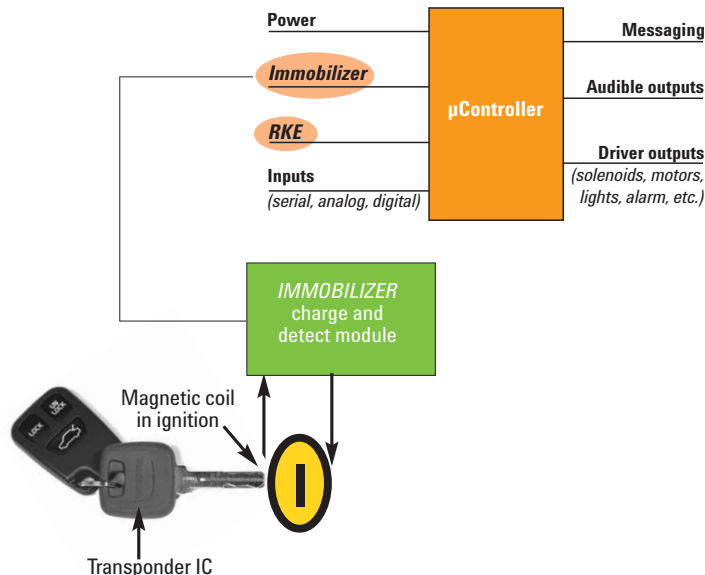 Power
Immobilizer
RKE
Inputs
(serial, analog, digital)
µController
Messaging
Audible outputs
Driver outputs
(solenoids, motors,
lights, alarm, etc.)
IMMOBILIZER
charge and
detect module
Magnetic coil
in ignition
LOCK
UN
LOCK
Transponder IC